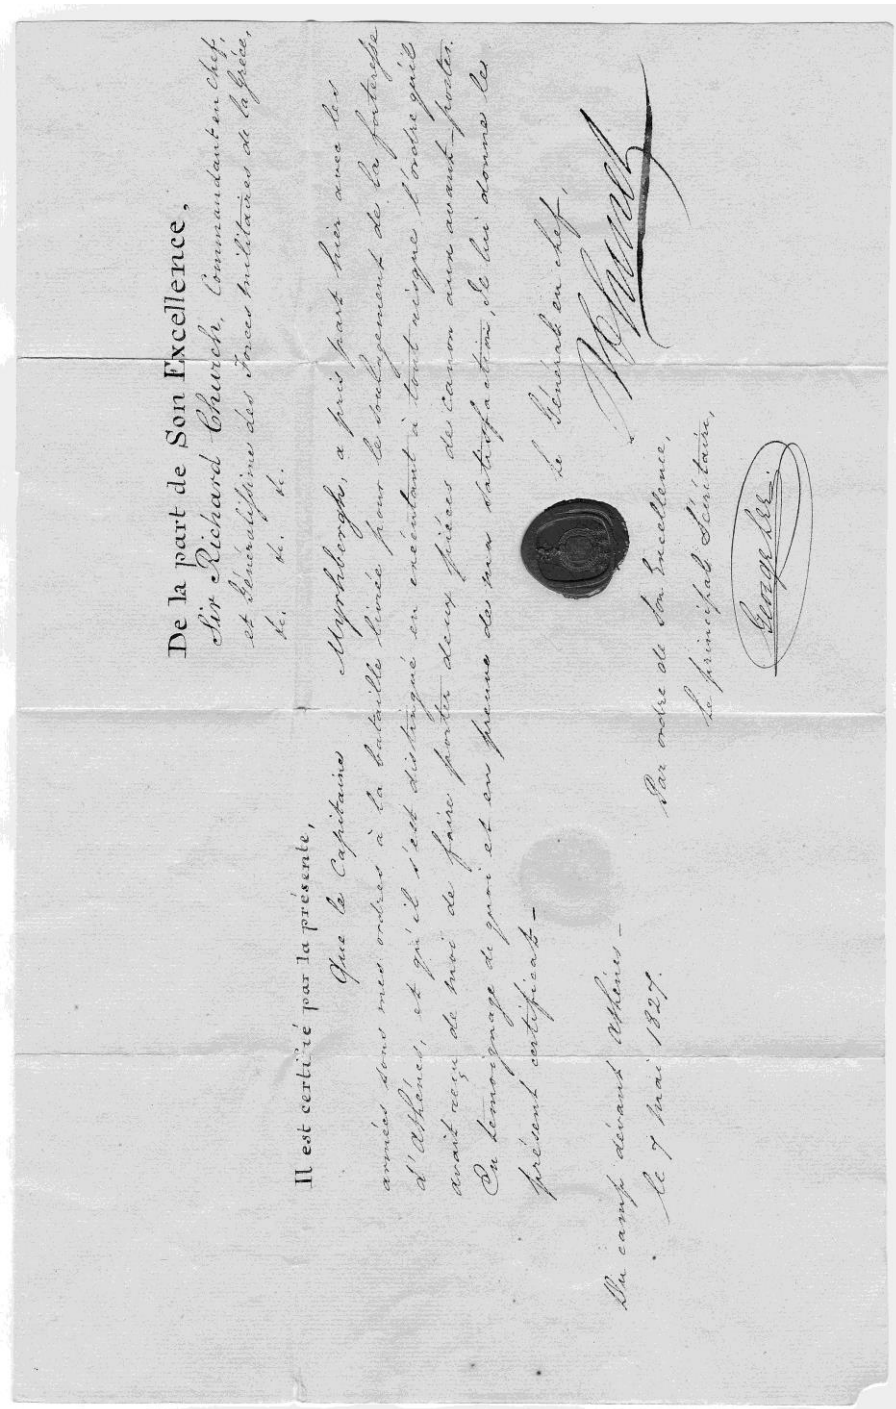 De la part de Son Excellence,
Sir Richard Church, Commandant en chef,
et Généralissime des Forces militaires de la Grèce,
&c. &c. &c.
Il est certifié par la présente,
Que le Capitaine Myrhbergh, a pris part hier avec les
armées sous mes ordres à la bataille livrée pour le soulagement de la forteresse
d'Athénes, et qu'il s'est distingué en exécutant à tout risque l'ordre qu'il
avait reçu de moi de faire porter deux pièces de canon aux avant-postes.
En témoignage de quoi et en preuve de ma satisfaction, Je lui donne le
présent certificat –
Le Général en chef,
R Church
Du camp devant Athènes –
le 7 Mai 1827.
Par ordre de Son Excellence,
Le principal Secrétaire,
George Lee